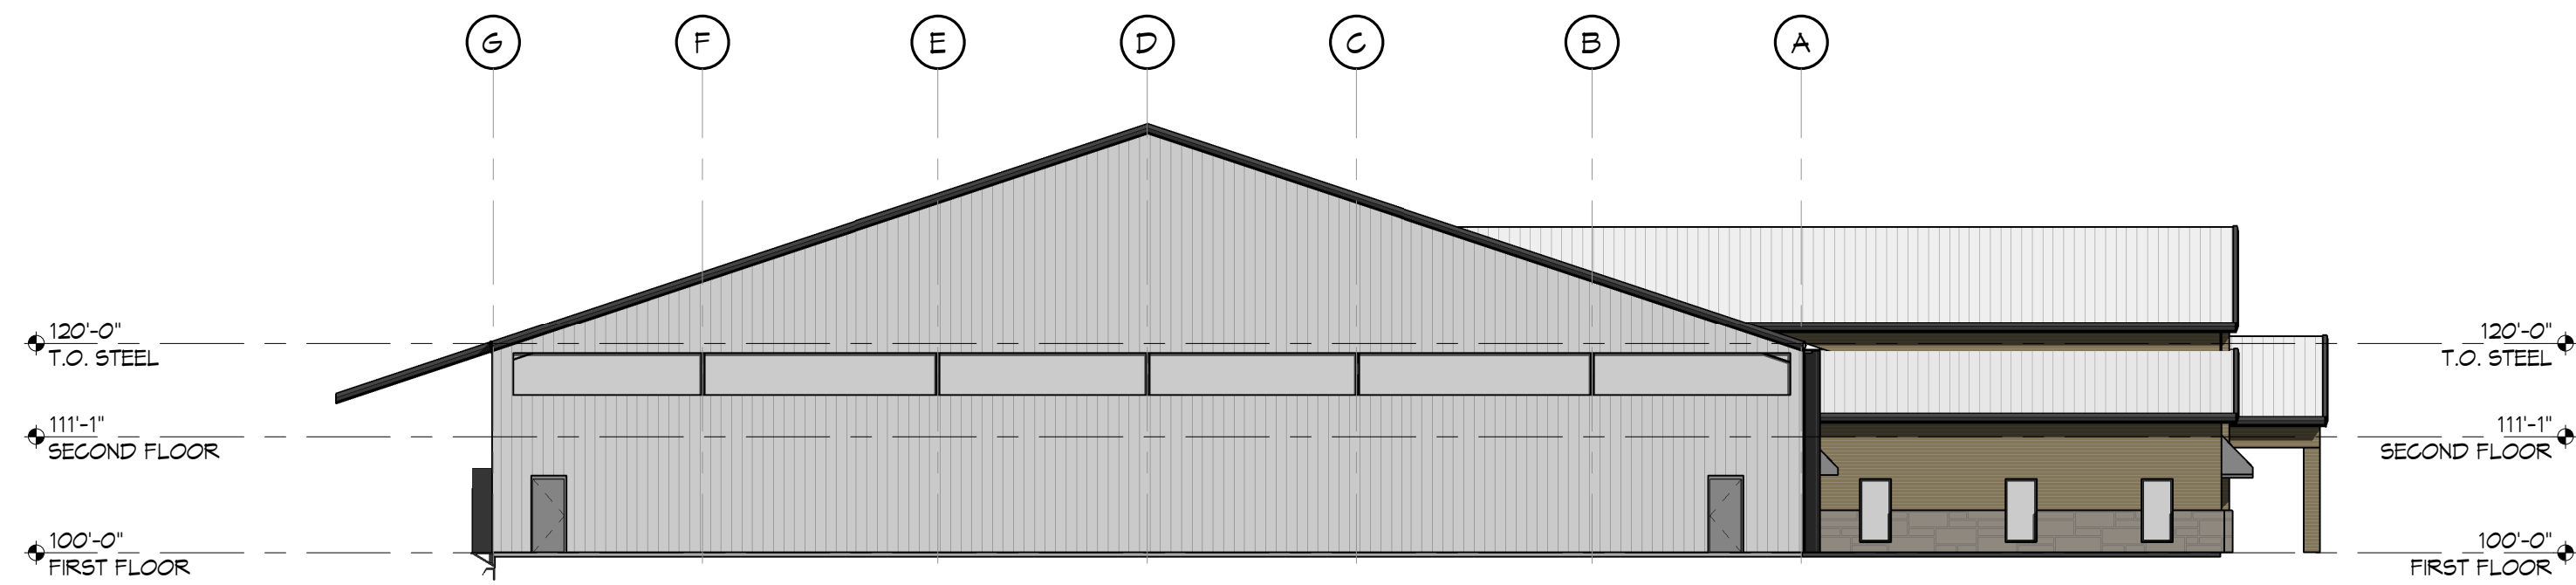 G F E D C B A
120'-0"
T.O. STEEL
120'-0"
T.O. STEEL
111'-1"
SECOND FLOOR
111'-1"
SECOND FLOOR
100'-0"
FIRST FLOOR
100'-0"
FIRST FLOOR